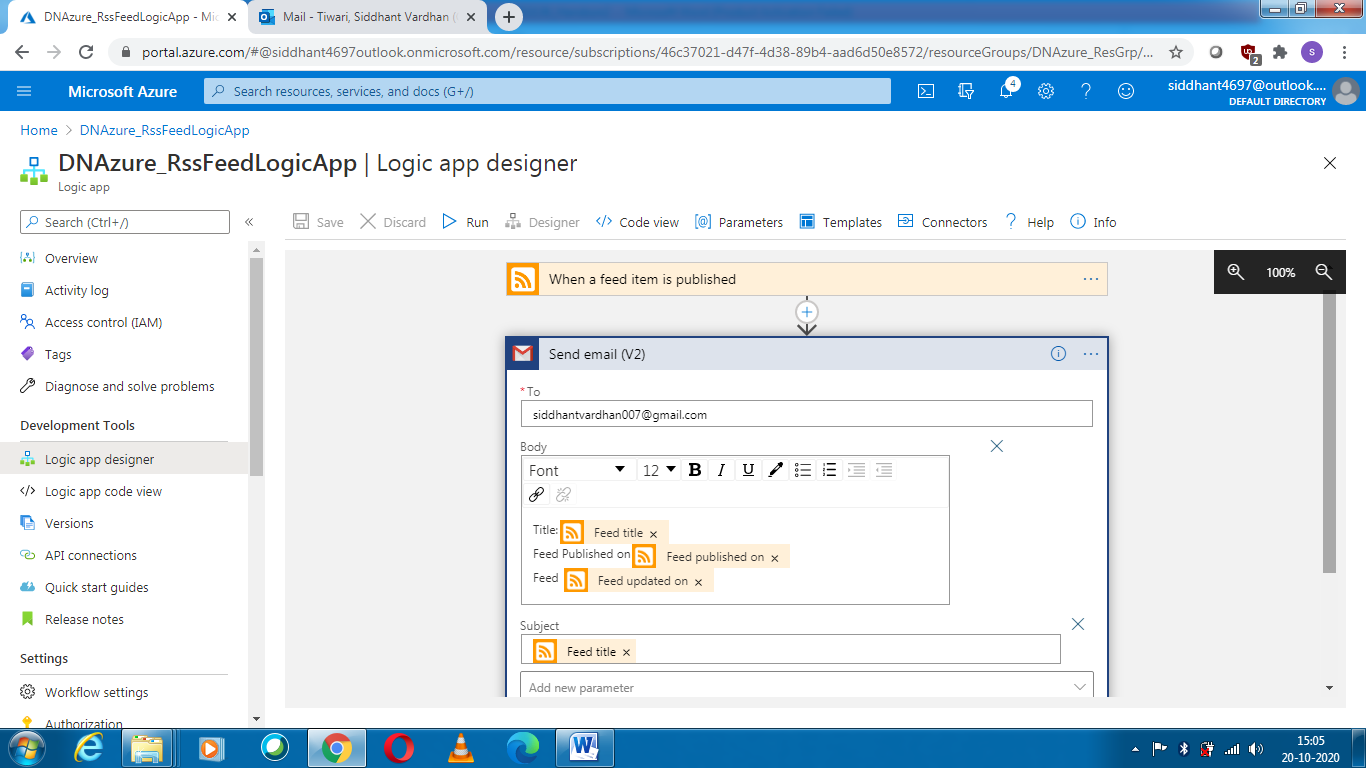 DNAzure_RssFeedLogicApp - Mic
Mail - Tiwari, Siddhant Vardhan (
portal.azure.com/#@siddhant4697outlook.onmicrosoft.com/resource/subscriptions/46c37021-d47f-4d38-89b4-aad6d50e8572/resourceGroups/DNAzure_ResGrp/...
2
S
Microsoft Azure
Search resources, services, and docs (G+/)
4
siddhant4697@outlook....
DEFAULT DIRECTORY
Home > DNAzure_RssFeedLogicApp
DNAzure_RssFeedLogicApp | Logic app designer
Logic app
Search (Ctrl+/)
Save Discard Run Designer Code view Parameters Templates Connectors Help Info
Overview
Activity log
Access control (IAM)
Tags
Diagnose and solve problems
Development Tools
Logic app designer
Logic app code view
Versions
API connections
Quick start guides
Release notes
Settings
Workflow settings
Authorization
When a feed item is published
100%
Send email (V2)
* To
siddhantvardhan007@gmail.com
Body
Font 12 B I U
Title: Feed title ×
Feed Published on Feed published on ×
Feed Feed updated on ×
Subject
Feed title ×
Add new parameter
15:05
20-10-2020